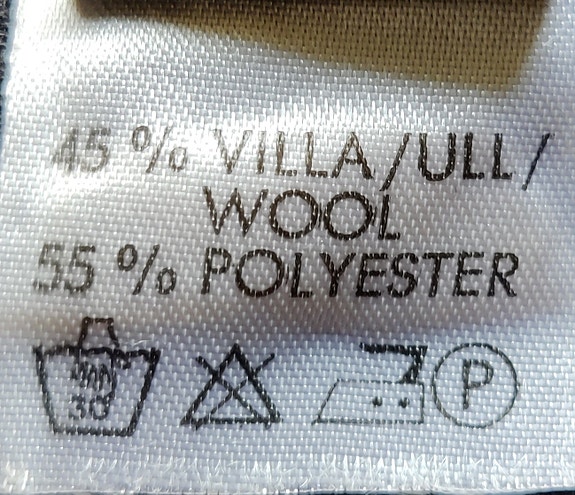 45 % VILLA/ULL/
WOOL
55 % POLYESTER
30° P